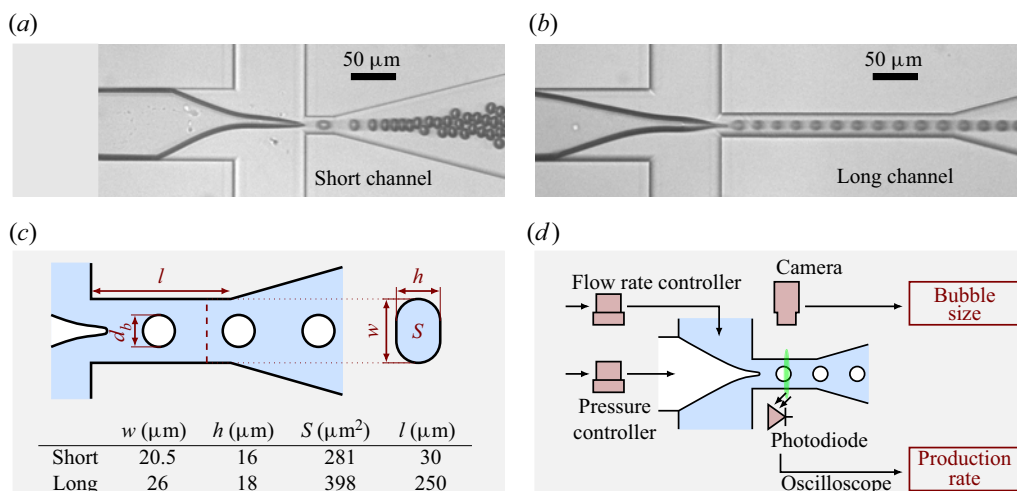 (a)
50 μm
Short channel
(b)
50 μm
Long channel
(c)
l
h
d_b
w
S
w (μm) h (μm) S (μm²) l (μm)
Short 20.5 16 281 30
Long 26 18 398 250
(d)
Flow rate controller
Camera
Bubble
size
Pressure
controller
Photodiode
Oscilloscope
Production
rate